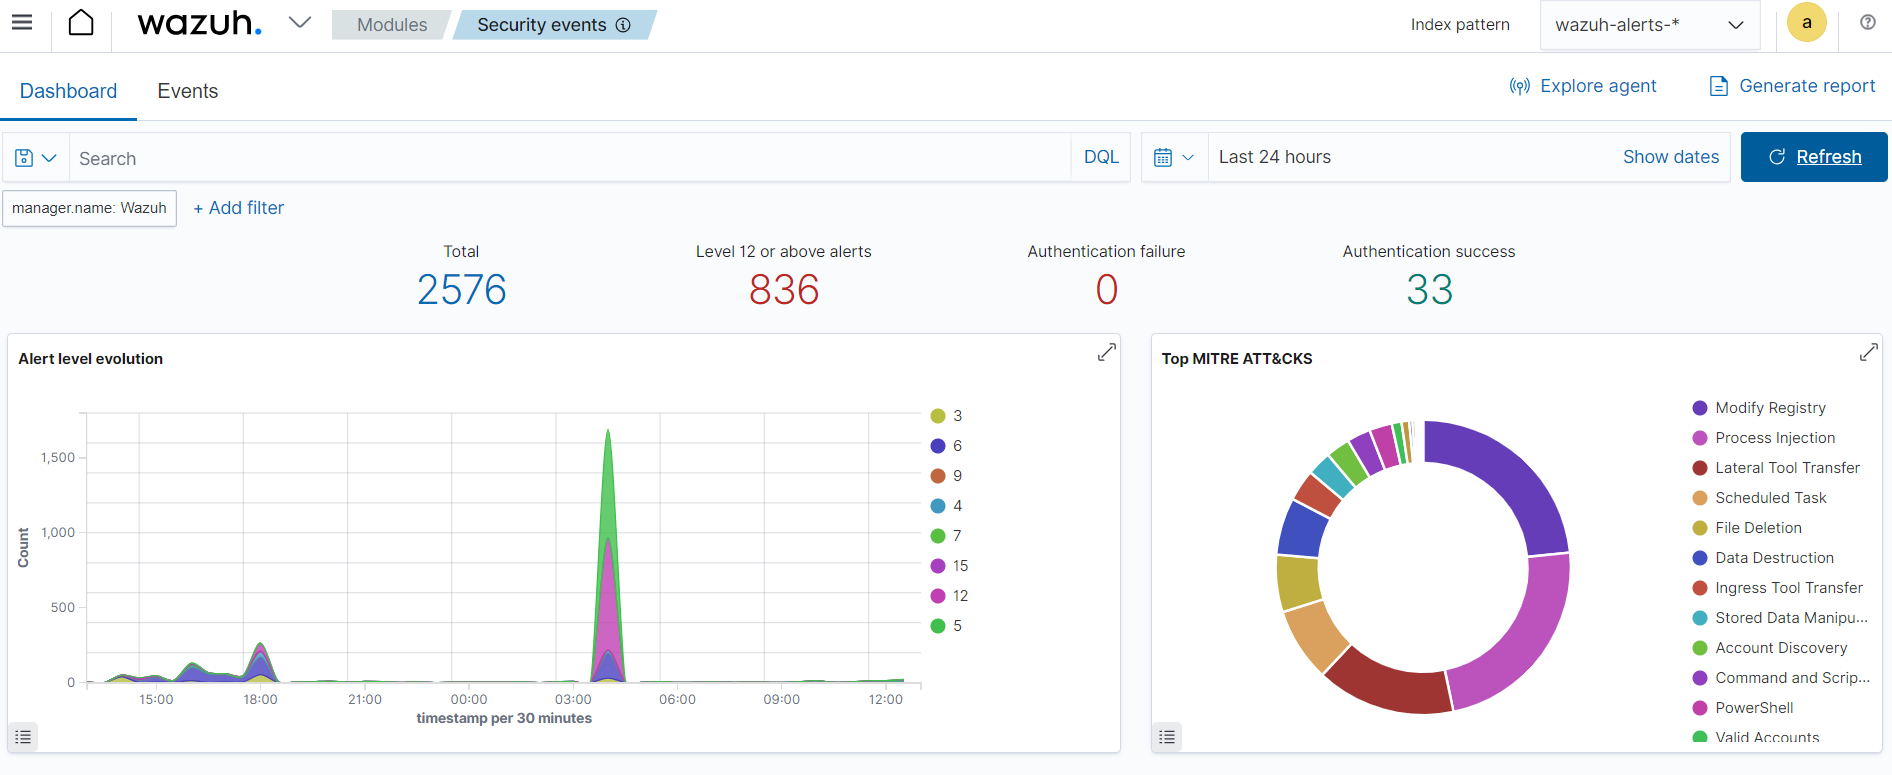 wazuh.
Modules
Security events
Index pattern
wazuh-alerts-*
a
Dashboard
Events
Explore agent
Generate report
Search
DQL
Last 24 hours
Show dates
Refresh
manager.name: Wazuh
+ Add filter
Total
2576
Level 12 or above alerts
836
Authentication failure
0
Authentication success
33
Alert level evolution
Count
1,500
1,000
500
0
15:00
18:00
21:00
00:00
03:00
06:00
09:00
12:00
timestamp per 30 minutes
3
6
9
4
7
15
12
5
Top MITRE ATT&CKS
Modify Registry
Process Injection
Lateral Tool Transfer
Scheduled Task
File Deletion
Data Destruction
Ingress Tool Transfer
Stored Data Manipu...
Account Discovery
Command and Scrip...
PowerShell
Valid Accounts